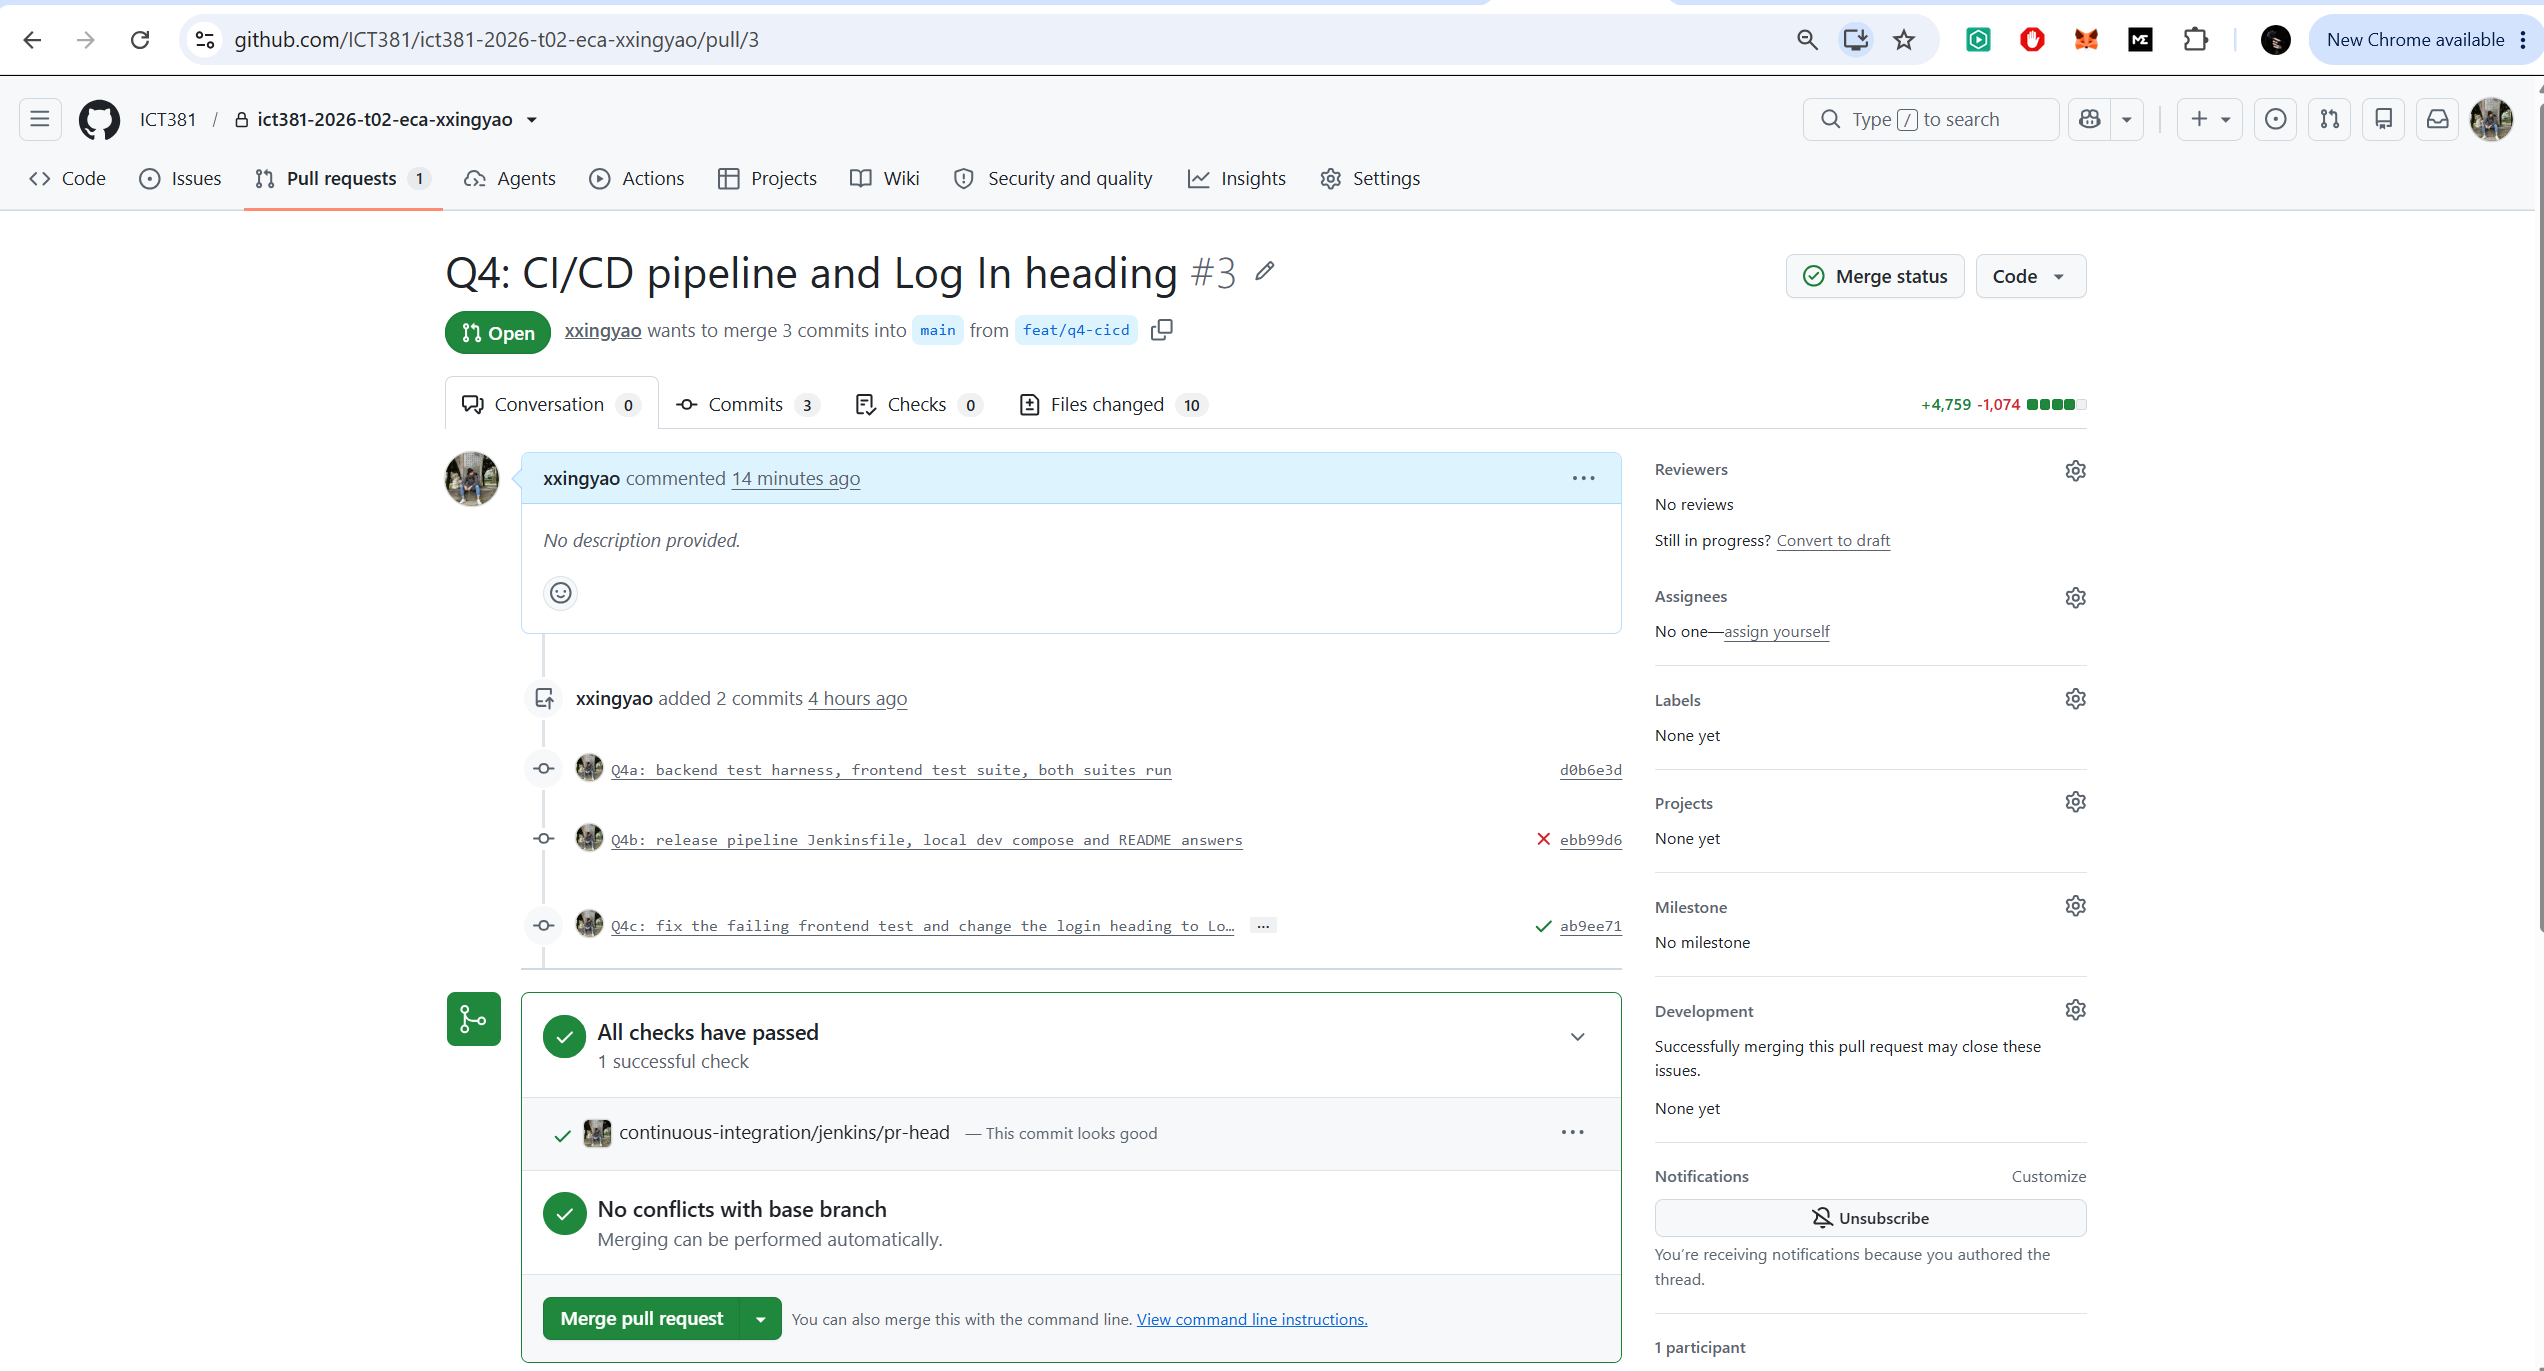 github.com/ICT381/ict381-2026-t02-eca-xxingyao/pull/3
New Chrome available
ICT381 / ict381-2026-t02-eca-xxingyao
Type / to search
Code
Issues
Pull requests 1
Agents
Actions
Projects
Wiki
Security and quality
Insights
Settings
Q4: CI/CD pipeline and Log In heading #3
Merge status
Code
Open
xxingyao wants to merge 3 commits into main from feat/q4-cicd
Conversation 0
Commits 3
Checks 0
Files changed 10
+4,759 -1,074
xxingyao commented 14 minutes ago
No description provided.
xxingyao added 2 commits 4 hours ago
Q4a: backend test harness, frontend test suite, both suites run
d0b6e3d
Q4b: release pipeline Jenkinsfile, local dev compose and README answers
ebb99d6
Q4c: fix the failing frontend test and change the login heading to Lo…
...
ab9ee71
All checks have passed
1 successful check
continuous-integration/jenkins/pr-head — This commit looks good
No conflicts with base branch
Merging can be performed automatically.
Merge pull request
You can also merge this with the command line. View command line instructions.
Reviewers
No reviews
Still in progress? Convert to draft
Assignees
No one—assign yourself
Labels
None yet
Projects
None yet
Milestone
No milestone
Development
Successfully merging this pull request may close these
issues.
None yet
Notifications
Customize
Unsubscribe
You're receiving notifications because you authored the
thread.
1 participant